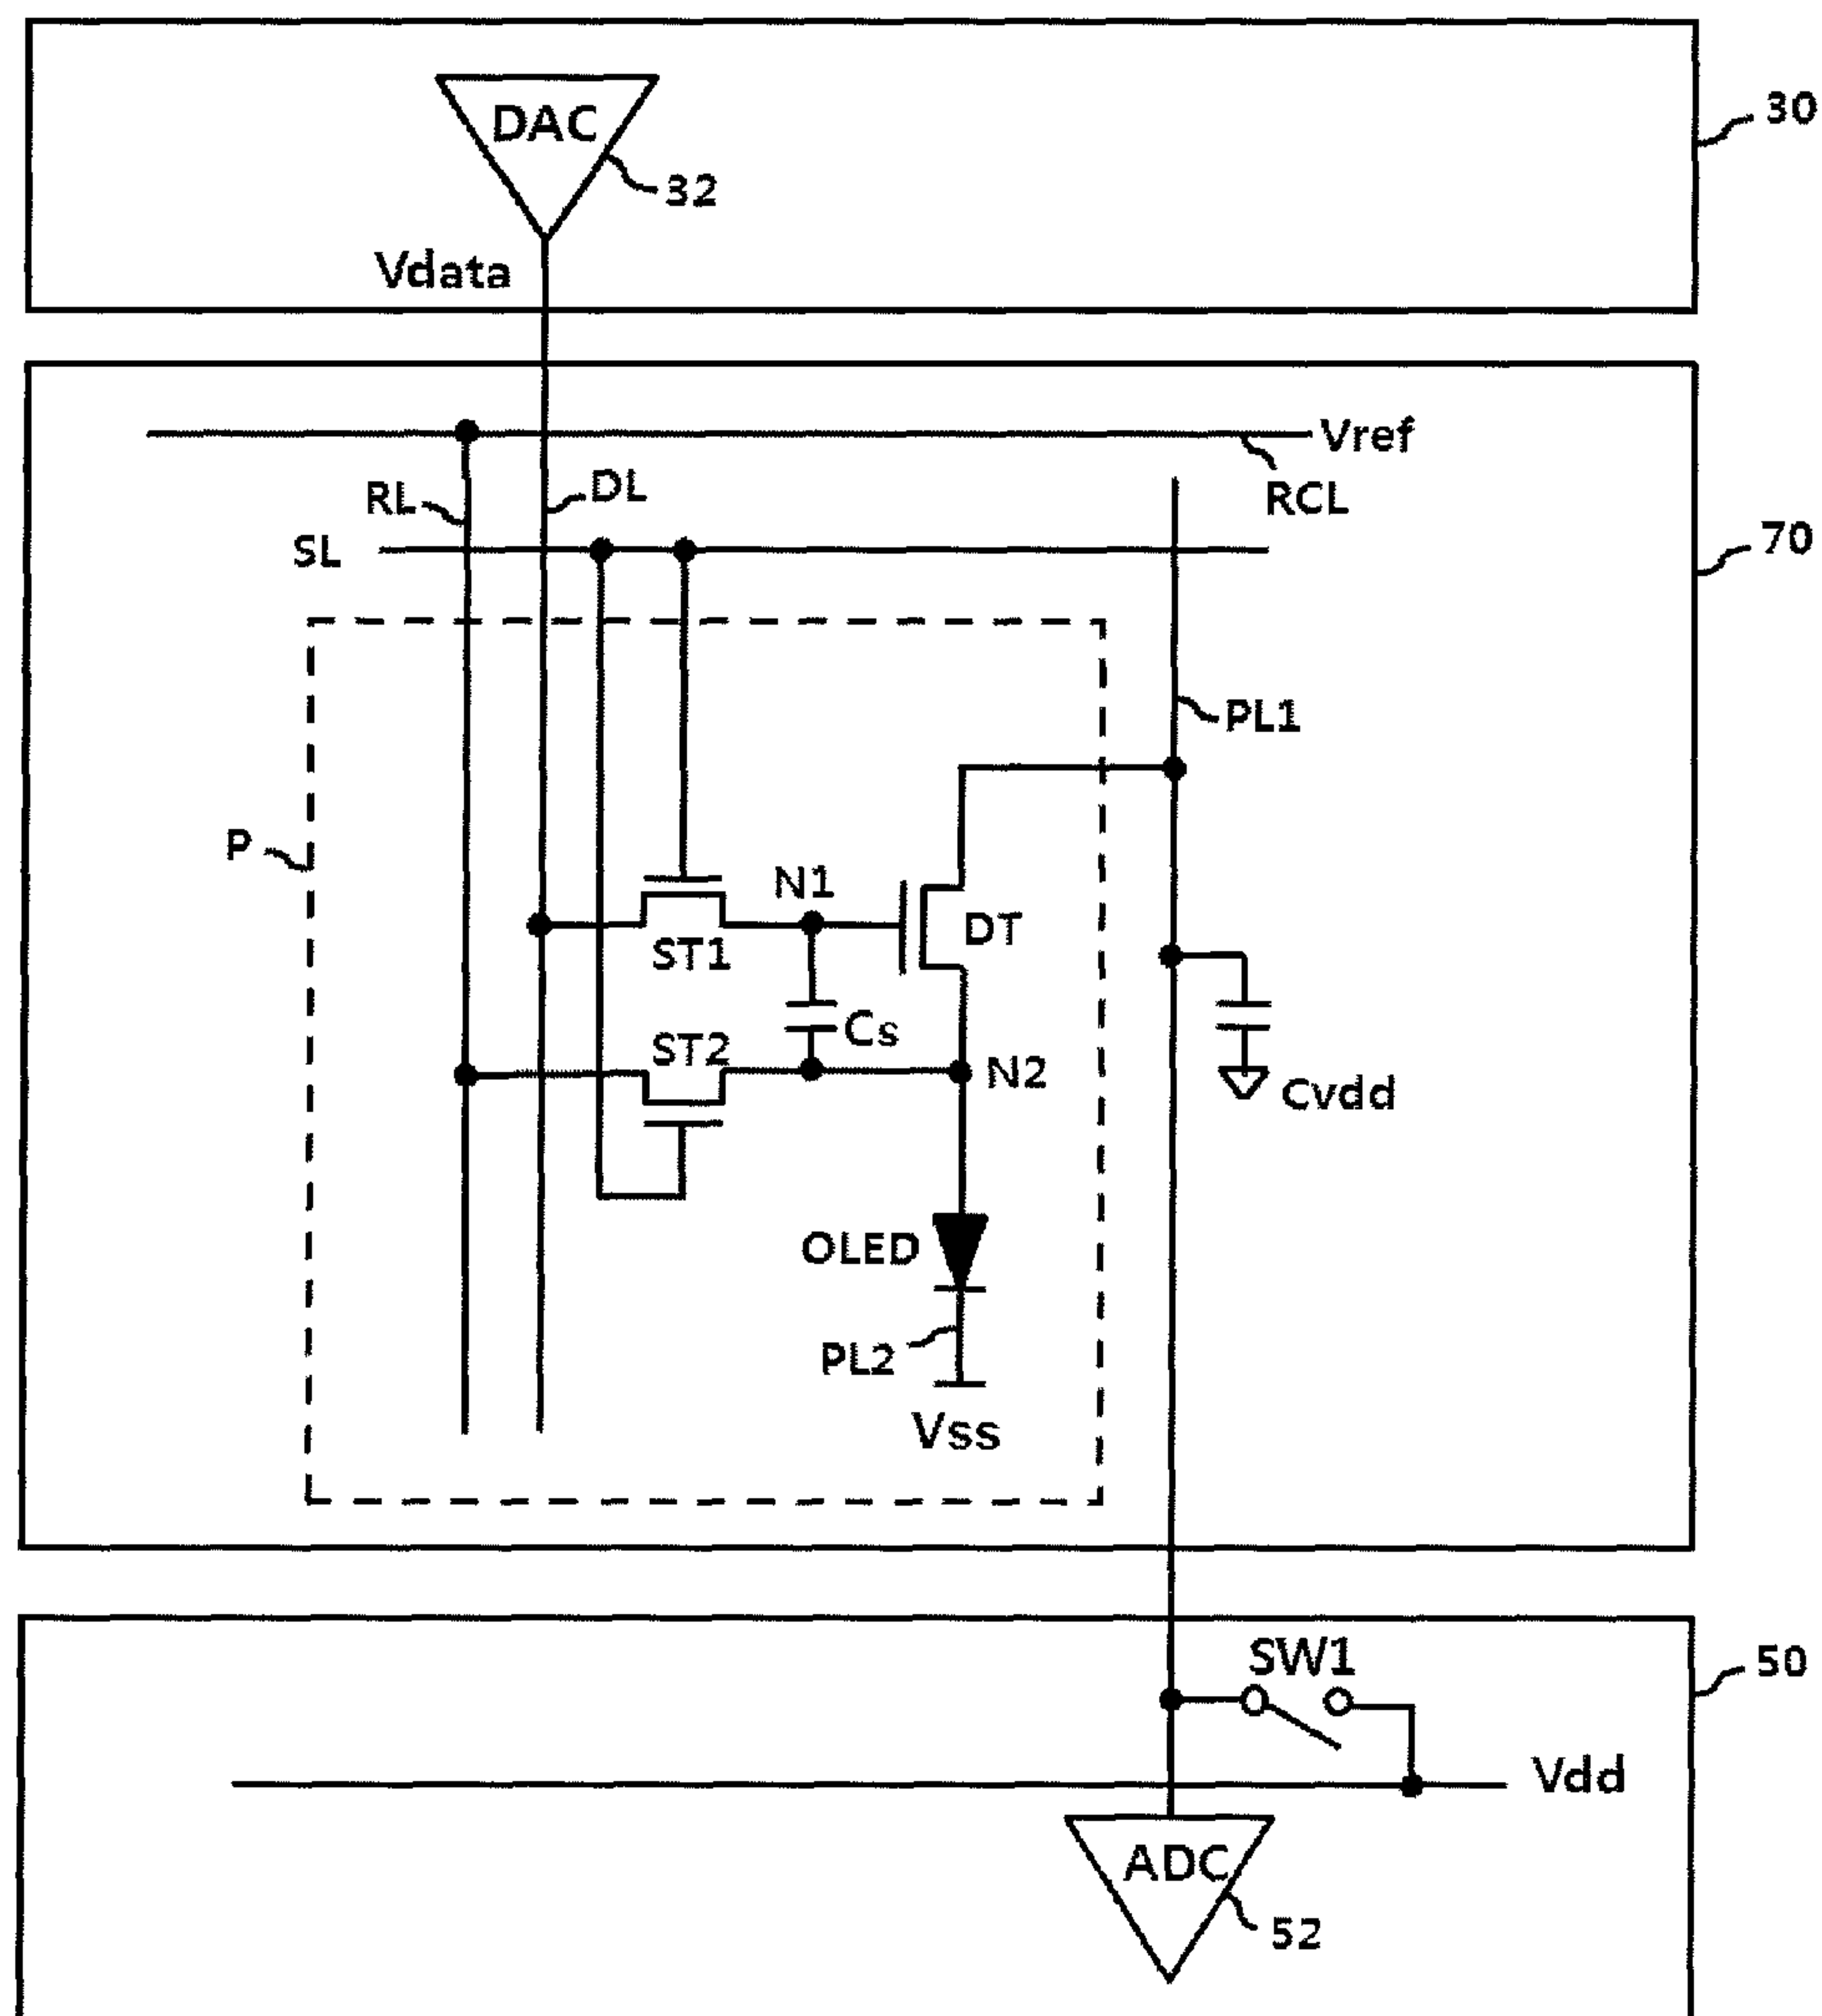 DAC
30
32
Vdata
Vref
RL
DL
RCL
SL
70
PL1
P
N1
DT
ST1
Cs
ST2
N2
Cvdd
OLED
PL2
Vss
SW1
50
Vdd
ADC
52